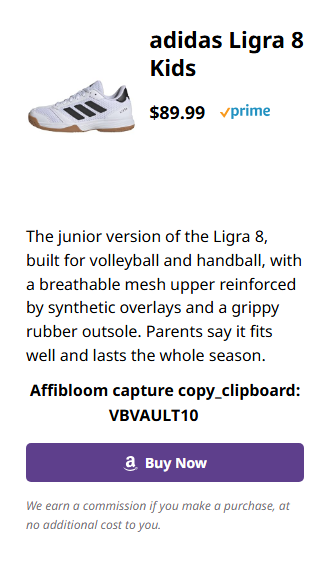 adidas Ligra 8
Kids
$89.99 prime
The junior version of the Ligra 8,
built for volleyball and handball, with
a breathable mesh upper reinforced
by synthetic overlays and a grippy
rubber outsole. Parents say it fits
well and lasts the whole season.
Affibloom capture copy_clipboard:
VBVAULT10
Buy Now
We earn a commission if you make a purchase, at
no additional cost to you.